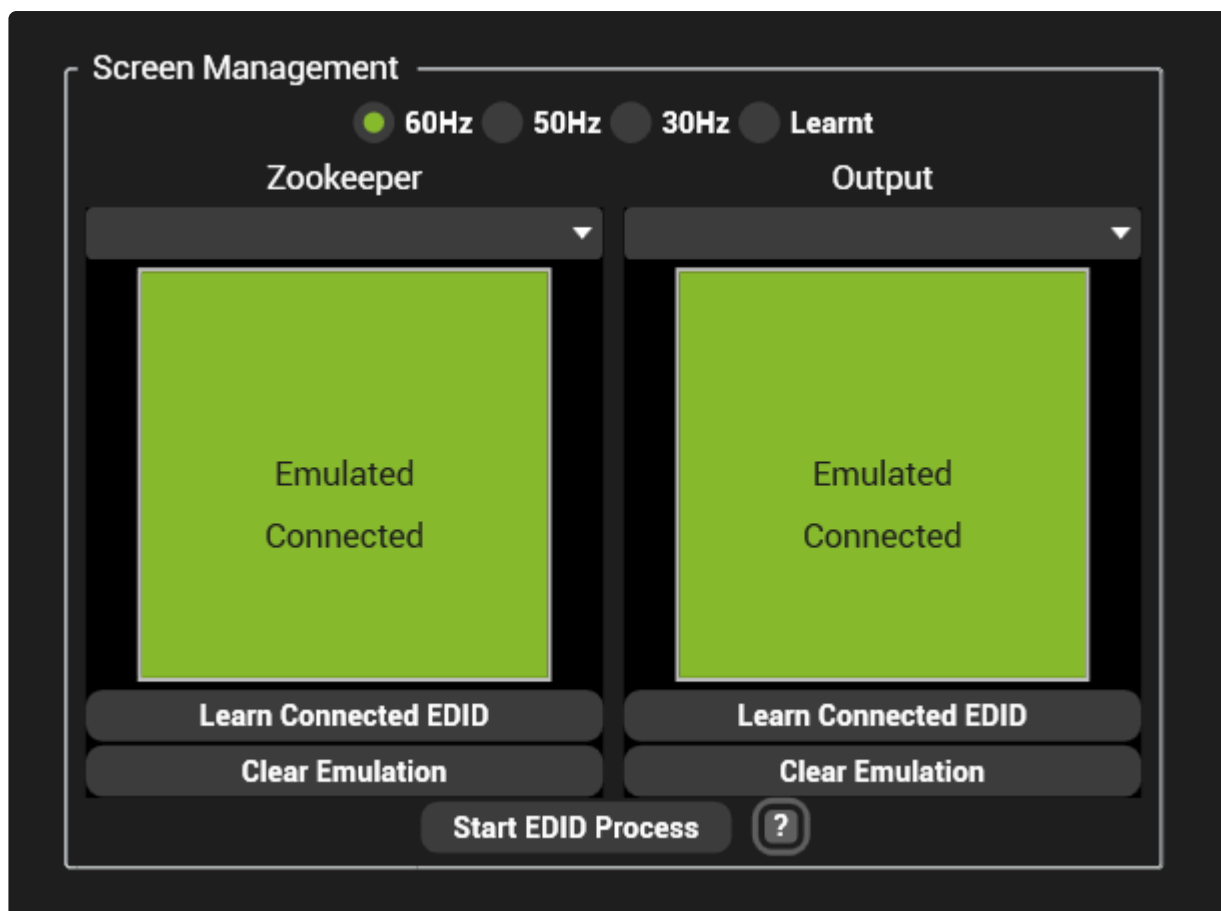 Screen Management
60Hz 50Hz 30Hz Learnt
Zookeeper Output
Emulated Emulated
Connected Connected
Learn Connected EDID Learn Connected EDID
Clear Emulation Clear Emulation
Start EDID Process ?